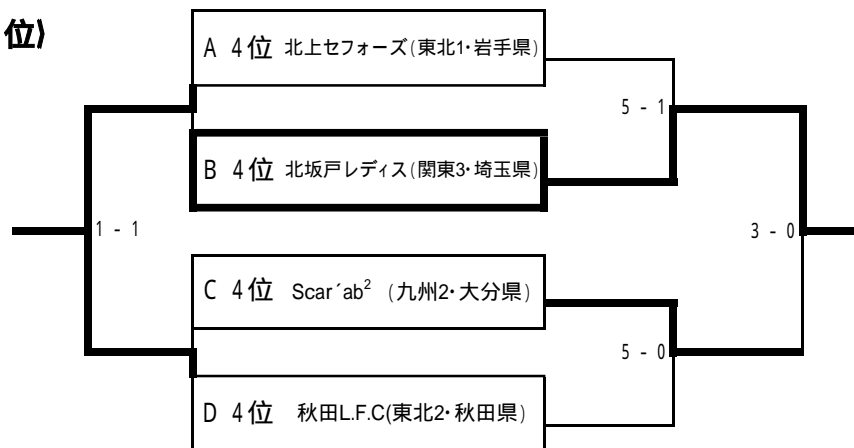 位)
A 4位 北上セフォーズ(東北1・岩手県)
5 - 1
B 4位 北坂戸レディス(関東3・埼玉県)
1 - 1
3 - 0
C 4位 Scar´ab² (九州2・大分県)
5 - 0
D 4位 秋田L.F.C(東北2・秋田県)